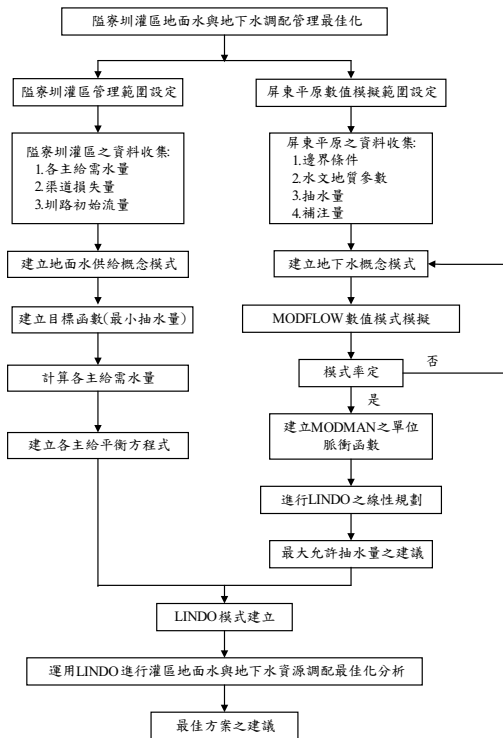 隘寮圳灌區地面水與地下水調配管理最佳化
隘寮圳灌區管理範圍設定
屏東平原數值模擬範圍設定
隘寮圳灌區之資料收集:
1.各主給需水量
2.渠道損失量
3.圳路初始流量
屏東平原之資料收集:
1.邊界條件
2.水文地質參數
3.抽水量
4.補注量
建立地面水供給概念模式
建立地下水概念模式
建立目標函數(最小抽水量)
MODFLOW數值模式模擬
計算各主給需水量
模式率定
否
是
建立各主給平衡方程式
建立MODMAN之單位
脈衝函數
進行LINDO之線性規劃
最大允許抽水量之建議
LINDO模式建立
運用LINDO進行灌區地面水與地下水資源調配最佳化分析
最佳方案之建議